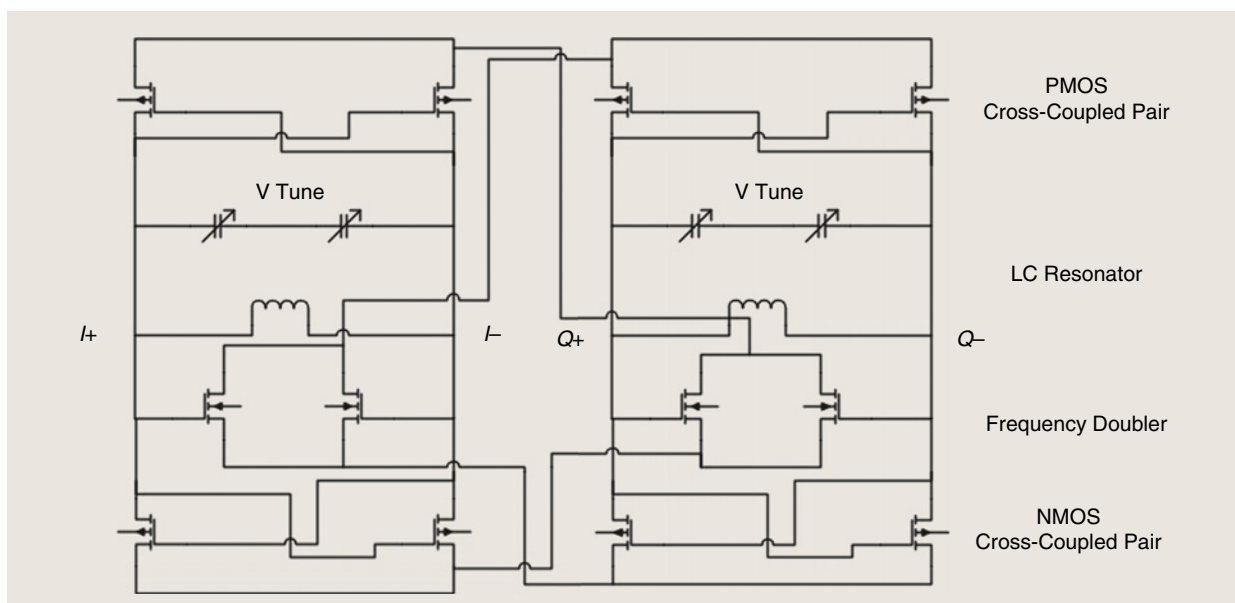 PMOS
Cross-Coupled Pair
V Tune
V Tune
LC Resonator
I+
I–
Q+
Q–
Frequency Doubler
NMOS
Cross-Coupled Pair